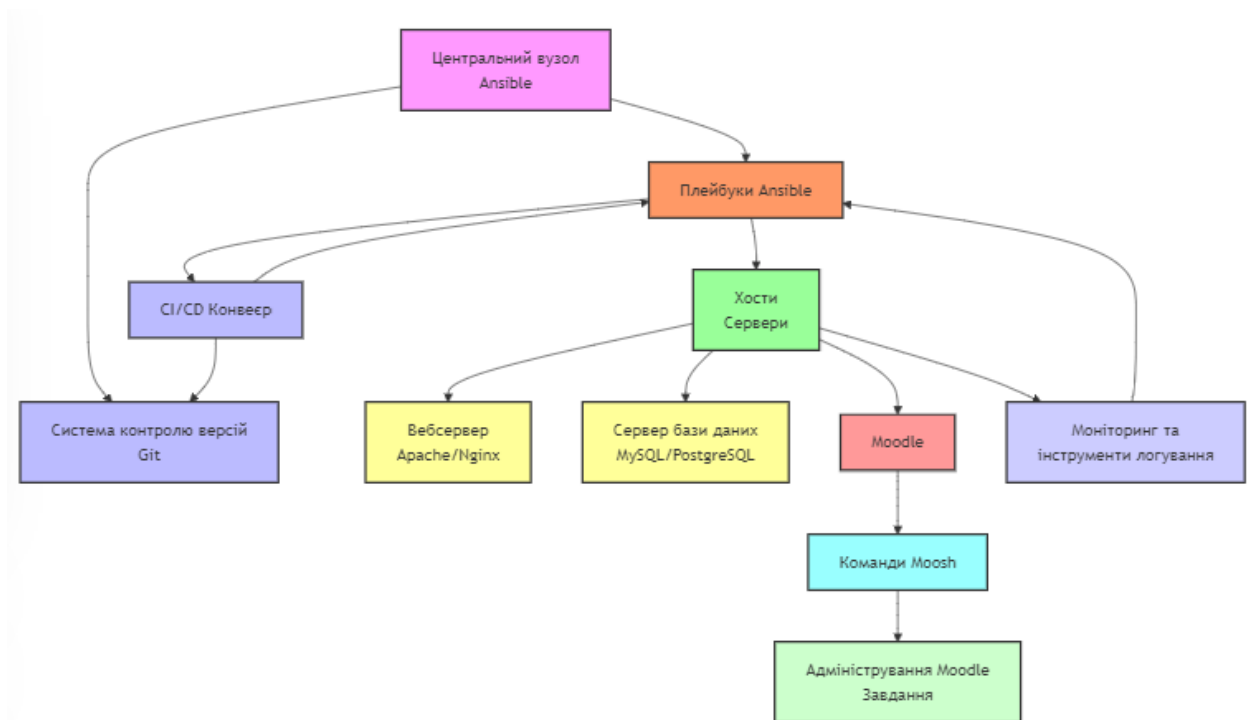 Центральний вузол
Ansible
Плейбуки Ansible
CI/CD Конвеєр
Хости
Сервери
Система контролю версій
Git
Вебсервер
Apache/Nginx
Сервер бази даних
MySQL/PostgreSQL
Moodle
Моніторинг та
інструменти логування
Команди Moosh
Адміністрування Moodle
Завдання